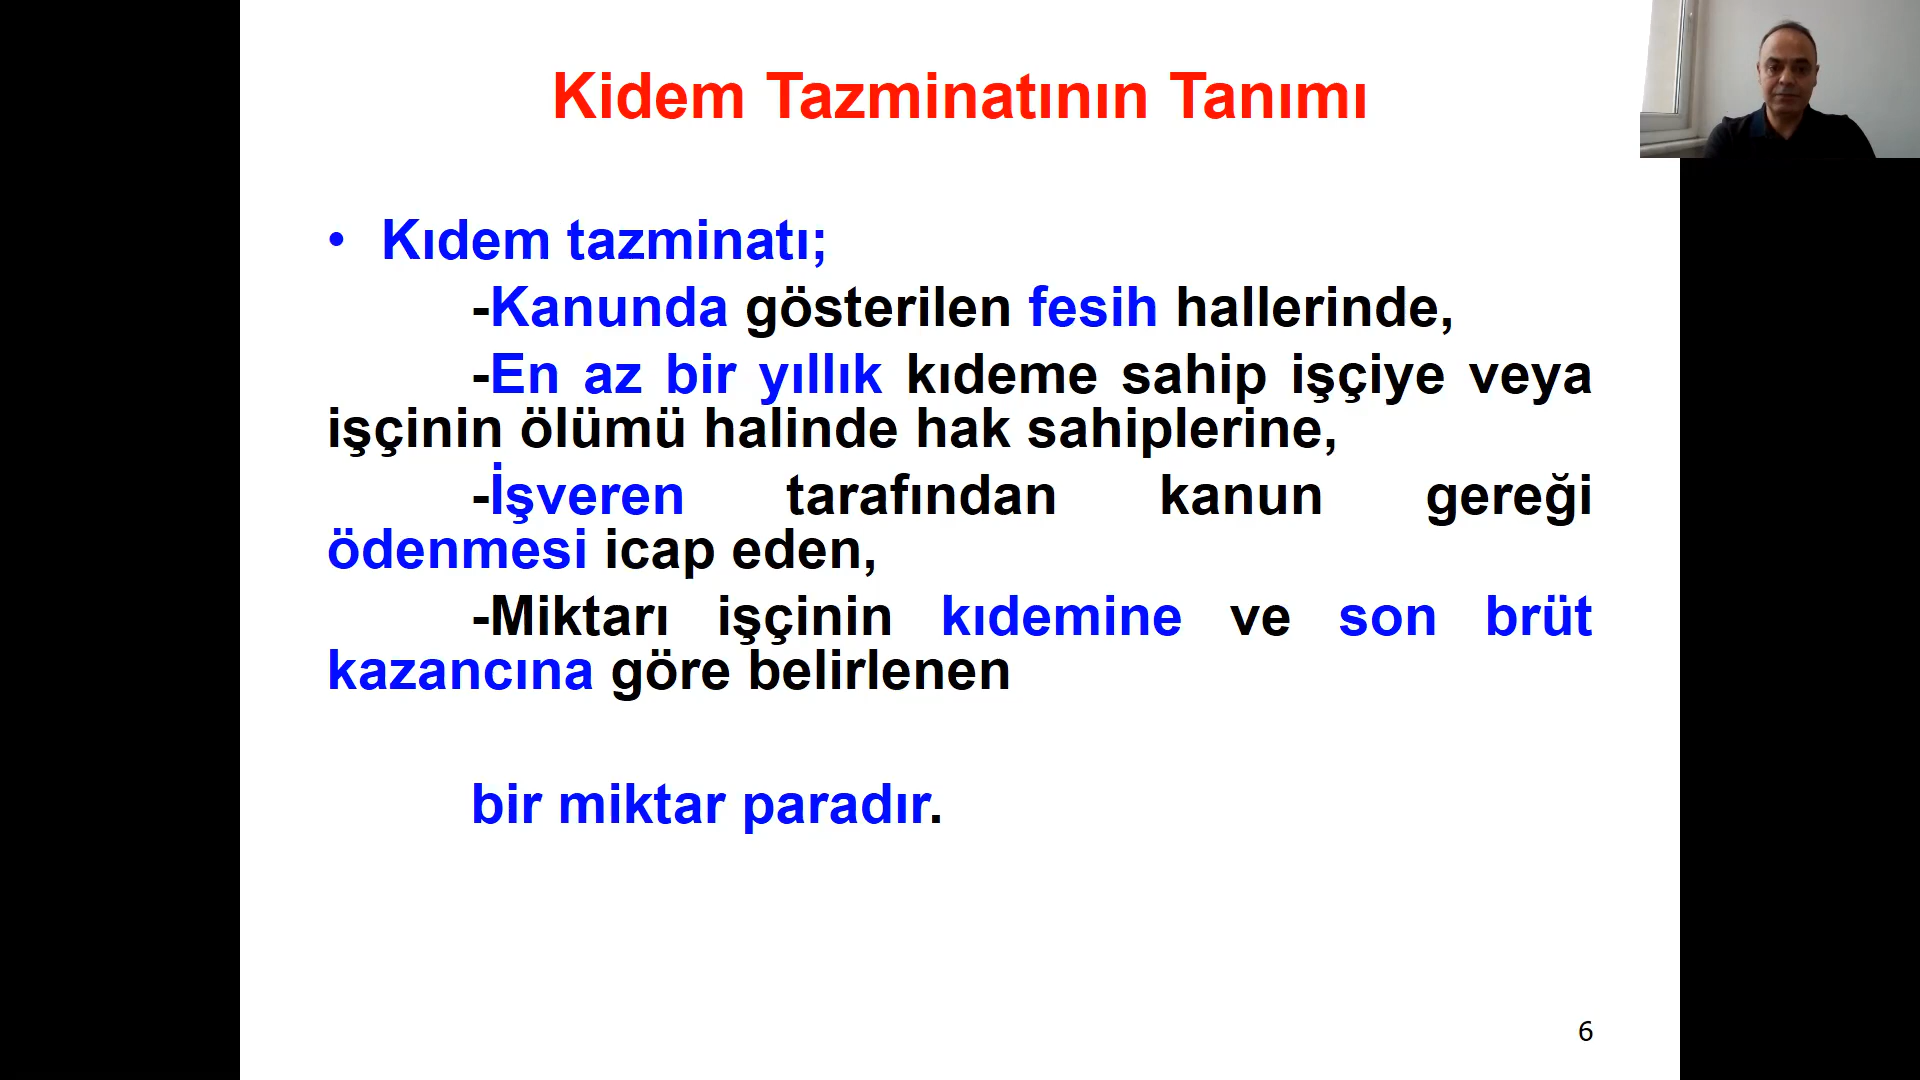 Kidem Tazminatının Tanımı
• Kıdem tazminatı;
-Kanunda gösterilen fesih hallerinde,
-En az bir yıllık kıdeme sahip işçiye veya
işçinin ölümü halinde hak sahiplerine,
-İşveren tarafından kanun gereği
ödenmesi icap eden,
-Miktarı işçinin kıdemine ve son brüt
kazancına göre belirlenen
bir miktar paradır.
6